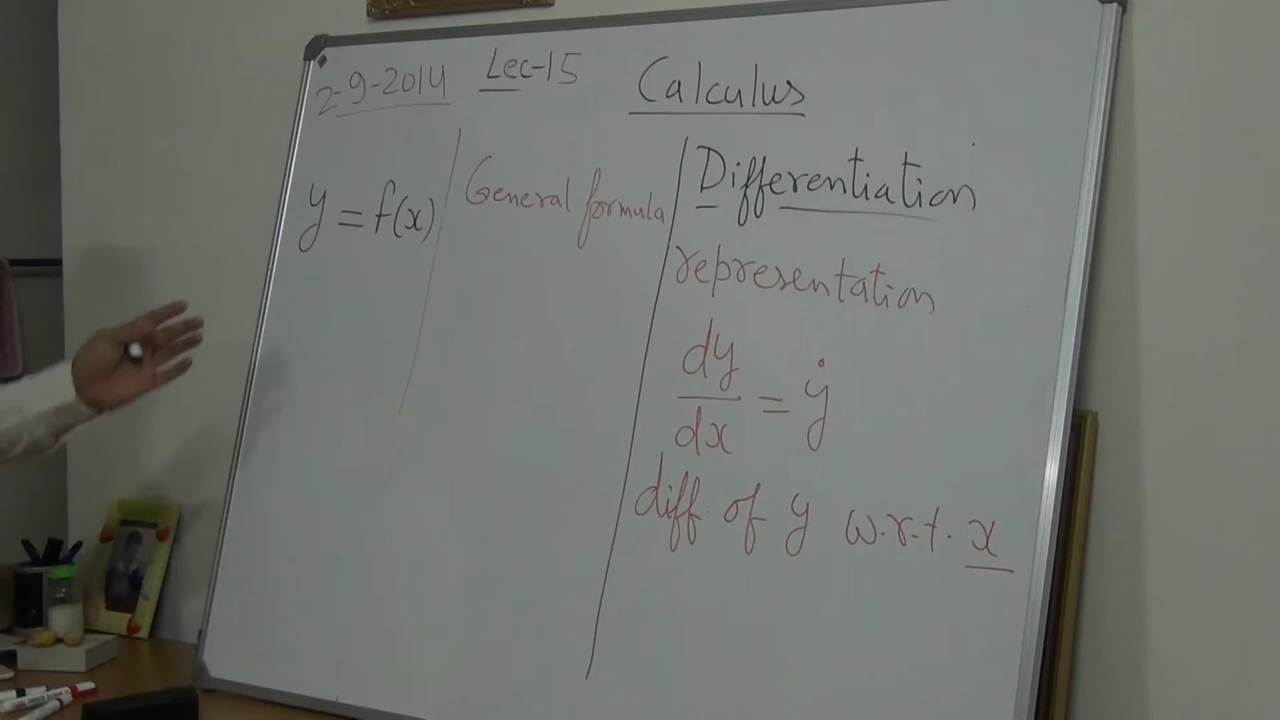 2-9-2014 Lec-15 Calculus
y = f(x)
General formula
Differentiation
representation
dy/dx = ẏ
diff. of y w.r.t. x